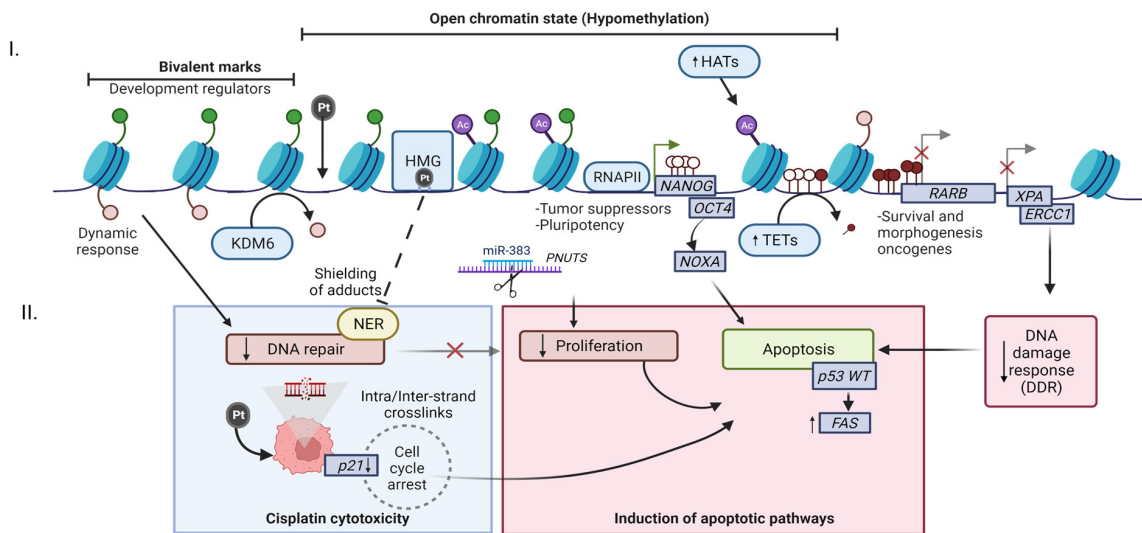 Open chromatin state (Hypomethylation)
I.
Bivalent marks
Development regulators
↑ HATs
Pt
Ac
Ac
Ac
HMG
Pt
RNAPII
NANOG
OCT4
RARB
XPA
ERCC1
-Tumor suppressors
-Pluripotency
-Survival and
morphogenesis
oncogenes
Dynamic
response
KDM6
↑ TETs
NOXA
miR-383
PNUTS
Shielding
of adducts
II.
NER
↓ DNA repair
↓ Proliferation
Apoptosis
p53 WT
↑ FAS
DNA
damage
↓ response
(DDR)
Intra/Inter-strand
crosslinks
Pt
p21↓
Cell
cycle
arrest
Cisplatin cytotoxicity
Induction of apoptotic pathways